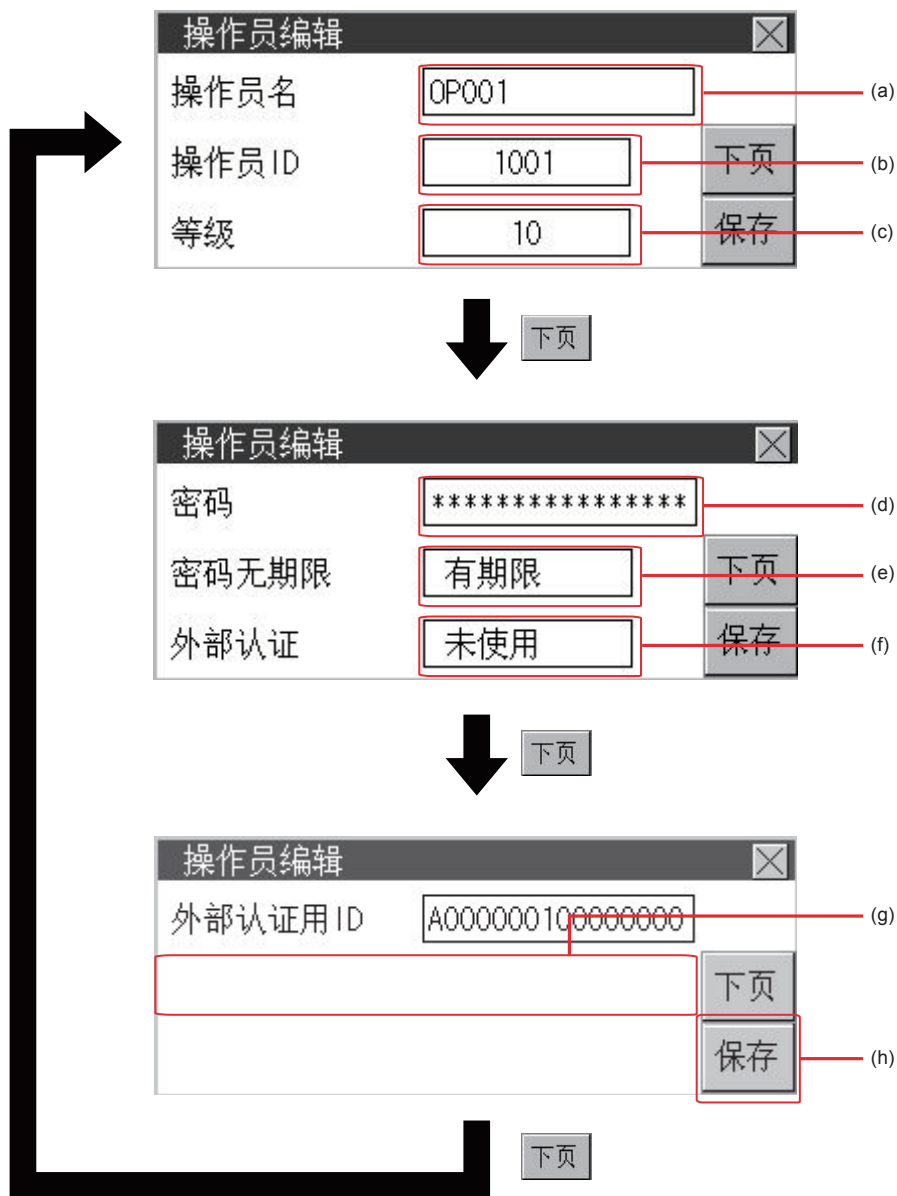 操作员编辑
操作员名 OP001 (a)
操作员ID 1001 下页 (b)
等级 10 保存 (c)
下页
操作员编辑
密码 **************** (d)
密码无期限 有期限 下页 (e)
外部认证 未使用 保存 (f)
下页
操作员编辑
外部认证用ID A000000100000000 (g)
下页
保存 (h)
下页